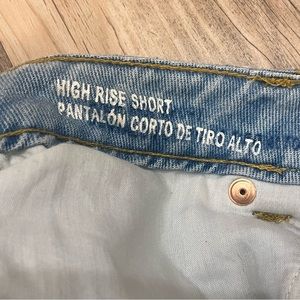 HIGH RISE SHORT
PANTALÓN CORTO DE TIRO ALTO